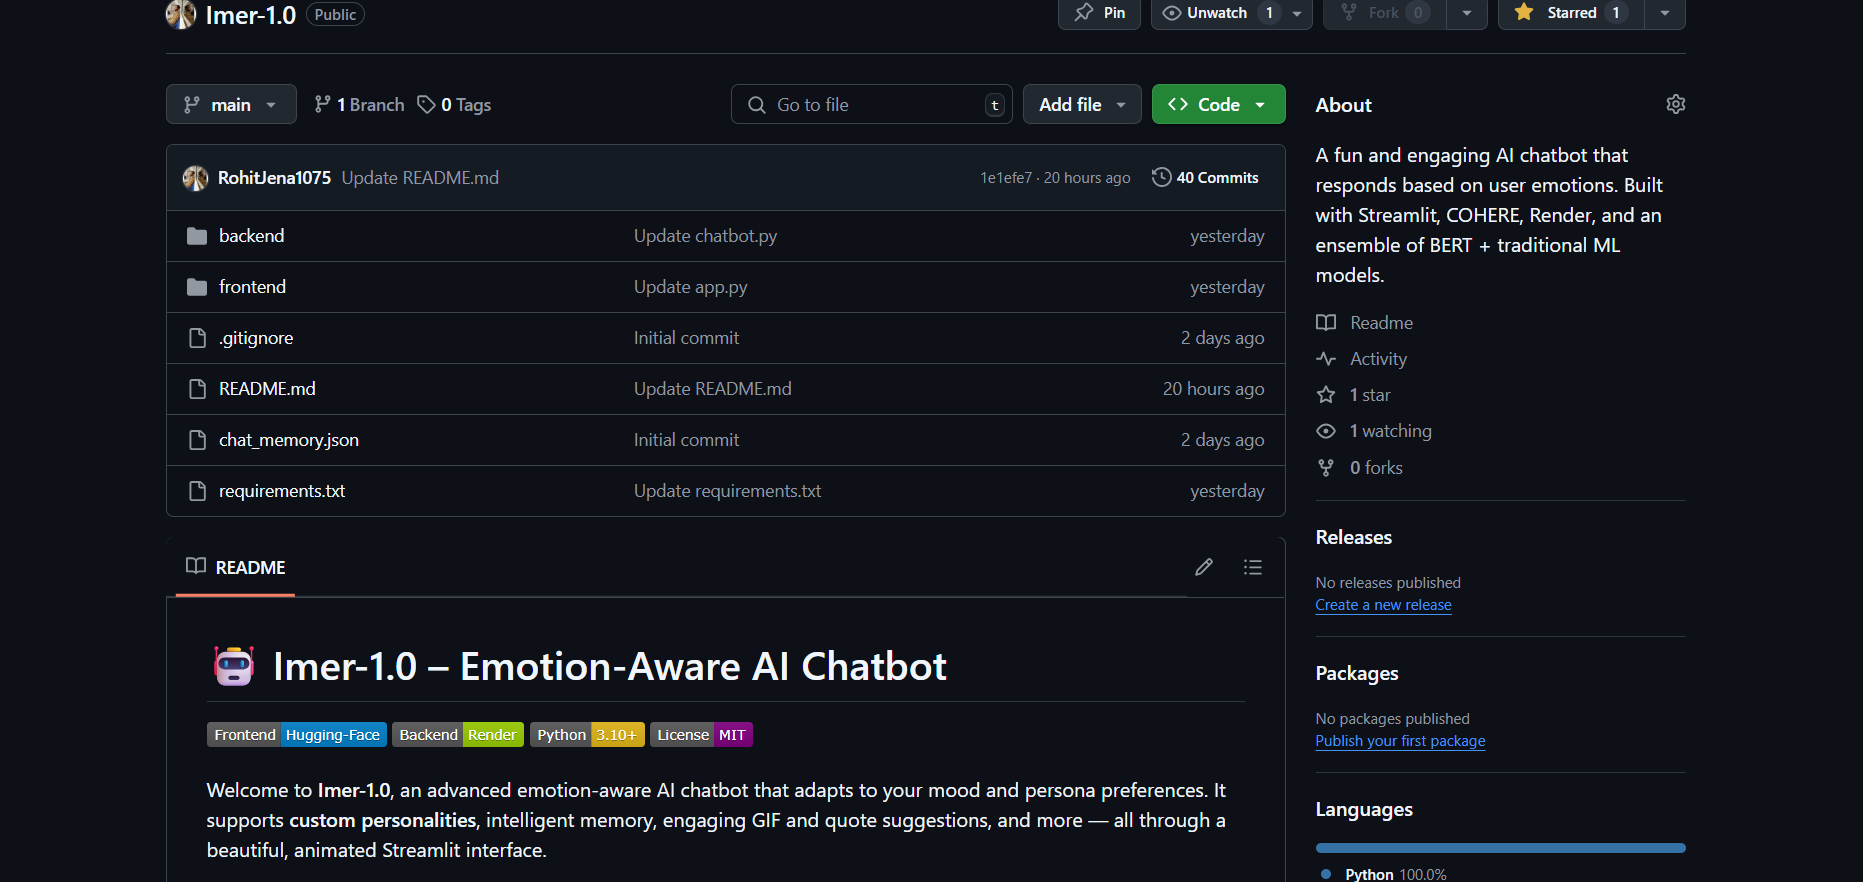 Imer-1.0 Public
Pin
Unwatch 1
Fork 0
Starred 1
main
1 Branch
0 Tags
Go to file t
Add file
Code
RohitJena1075 Update README.md 1e1efe7 · 20 hours ago 40 Commits
backend Update chatbot.py yesterday
frontend Update app.py yesterday
.gitignore Initial commit 2 days ago
README.md Update README.md 20 hours ago
chat_memory.json Initial commit 2 days ago
requirements.txt Update requirements.txt yesterday
README
Imer-1.0 – Emotion-Aware AI Chatbot
Frontend Hugging-Face Backend Render Python 3.10+ License MIT
Welcome to Imer-1.0, an advanced emotion-aware AI chatbot that adapts to your mood and persona preferences. It
supports custom personalities, intelligent memory, engaging GIF and quote suggestions, and more — all through a
beautiful, animated Streamlit interface.
About
A fun and engaging AI chatbot that
responds based on user emotions. Built
with Streamlit, COHERE, Render, and an
ensemble of BERT + traditional ML
models.
Readme
Activity
1 star
1 watching
0 forks
Releases
No releases published
Create a new release
Packages
No packages published
Publish your first package
Languages
Python 100.0%